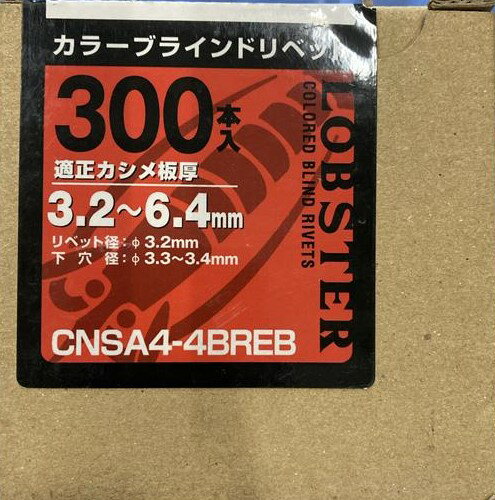 カラーブラインドリベット
300本入
適正カシメ板厚
3.2〜6.4mm
リベット径:φ3.2mm
下穴径:φ3.3〜3.4mm
CNSA4-4BREB
LOBSTER
COLORED BLIND RIVETS